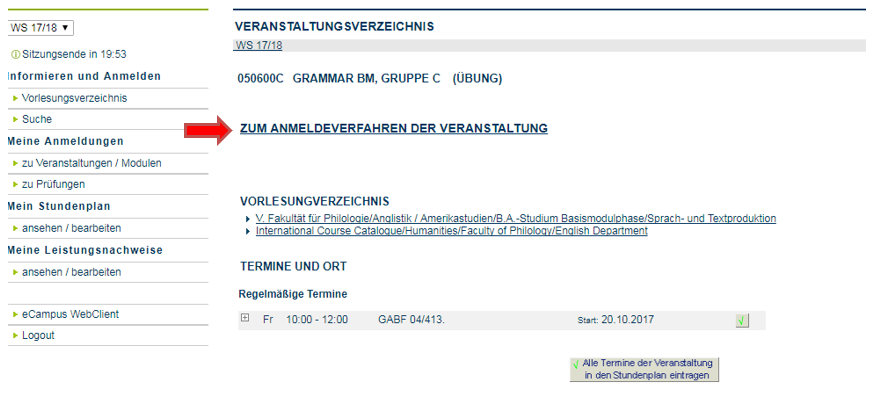 WS 17/18
Sitzungsende in 19:53
Informieren und Anmelden
Vorlesungsverzeichnis
Suche
Meine Anmeldungen
zu Veranstaltungen / Modulen
zu Prüfungen
Mein Stundenplan
ansehen / bearbeiten
Meine Leistungsnachweise
ansehen / bearbeiten
eCampus WebClient
Logout
VERANSTALTUNGSVERZEICHNIS
WS 17/18
050600C GRAMMAR BM, GRUPPE C (ÜBUNG)
ZUM ANMELDEVERFAHREN DER VERANSTALTUNG
VORLESUNGVERZEICHNIS
V. Fakultät für Philologie/Anglistik / Amerikastudien/B.A.-Studium Basismodulphase/Sprach- und Textproduktion
International Course Catalogue/Humanities/Faculty of Philology/English Department
TERMINE UND ORT
Regelmäßige Termine
Fr 10:00 - 12:00 GABF 04/413. Start: 20.10.2017
Alle Termine der Veranstaltung
in den Stundenplan eintragen